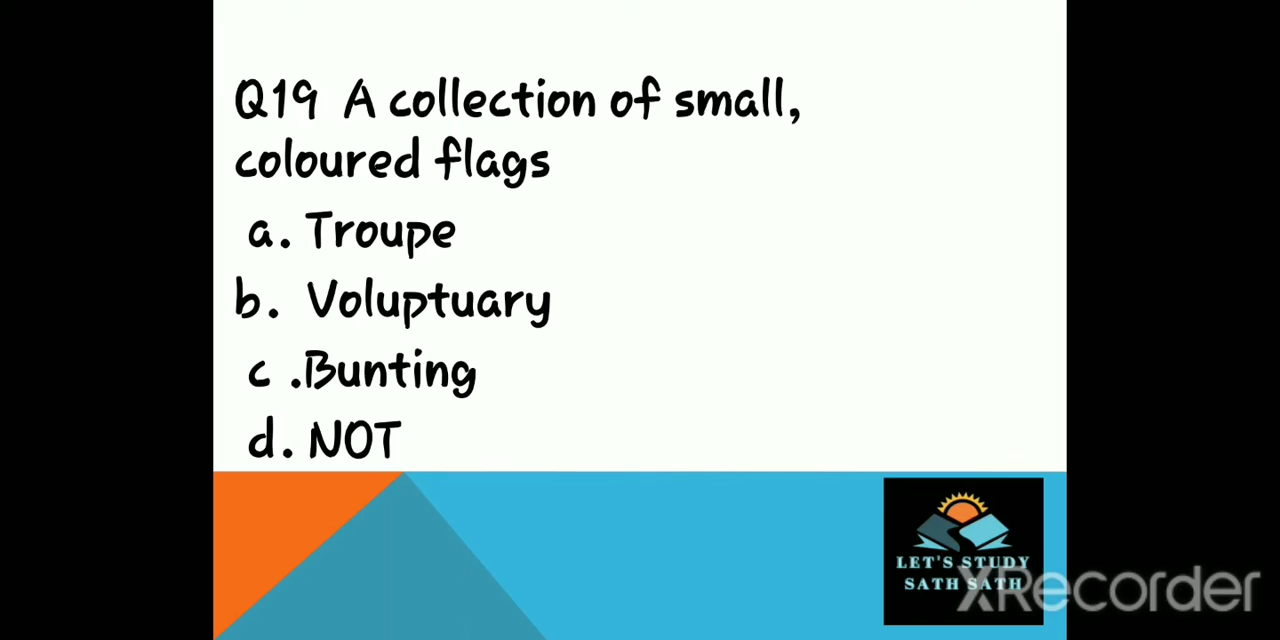 Q19 A collection of small,
coloured flags
a. Troupe
b. Voluptuary
c .Bunting
d. NOT
LET'S STUDY
SATH SATH
XRecorder